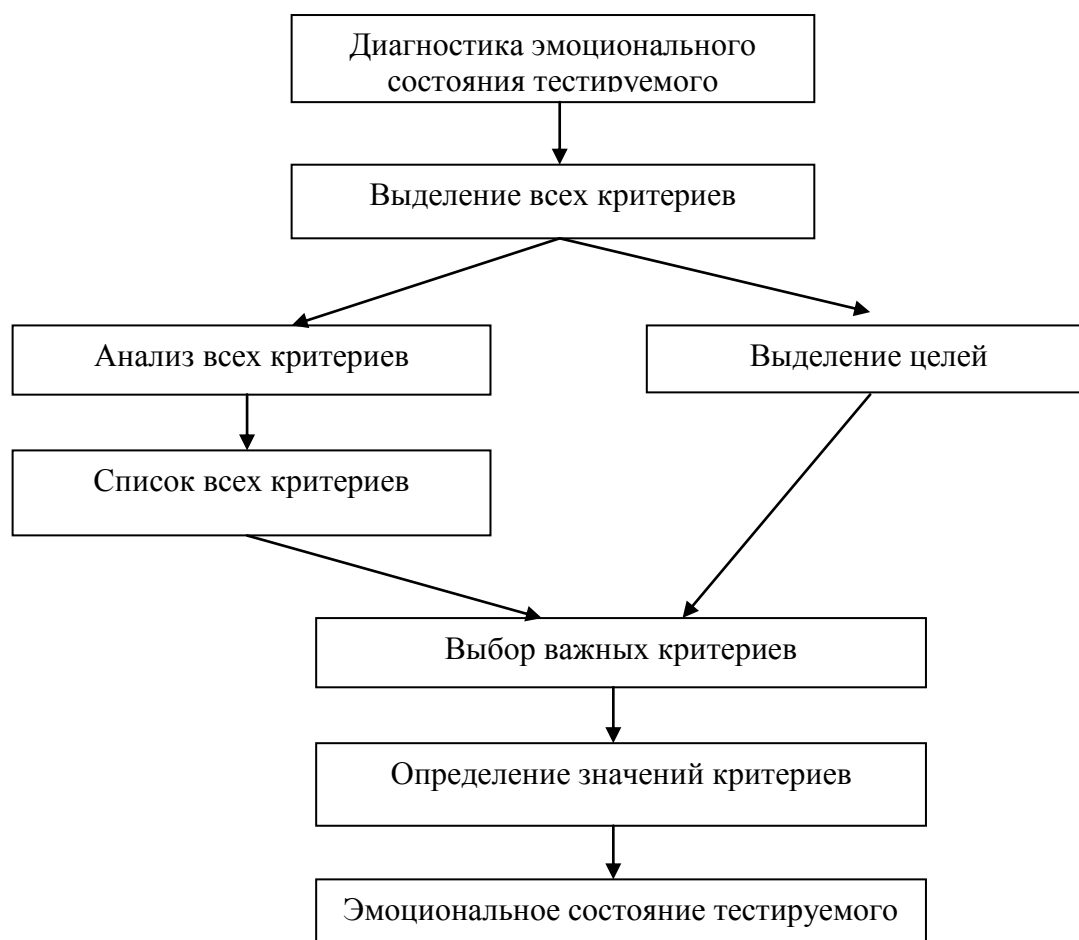 Диагностика эмоционального
состояния тестируемого
Выделение всех критериев
Анализ всех критериев
Выделение целей
Список всех критериев
Выбор важных критериев
Определение значений критериев
Эмоциональное состояние тестируемого